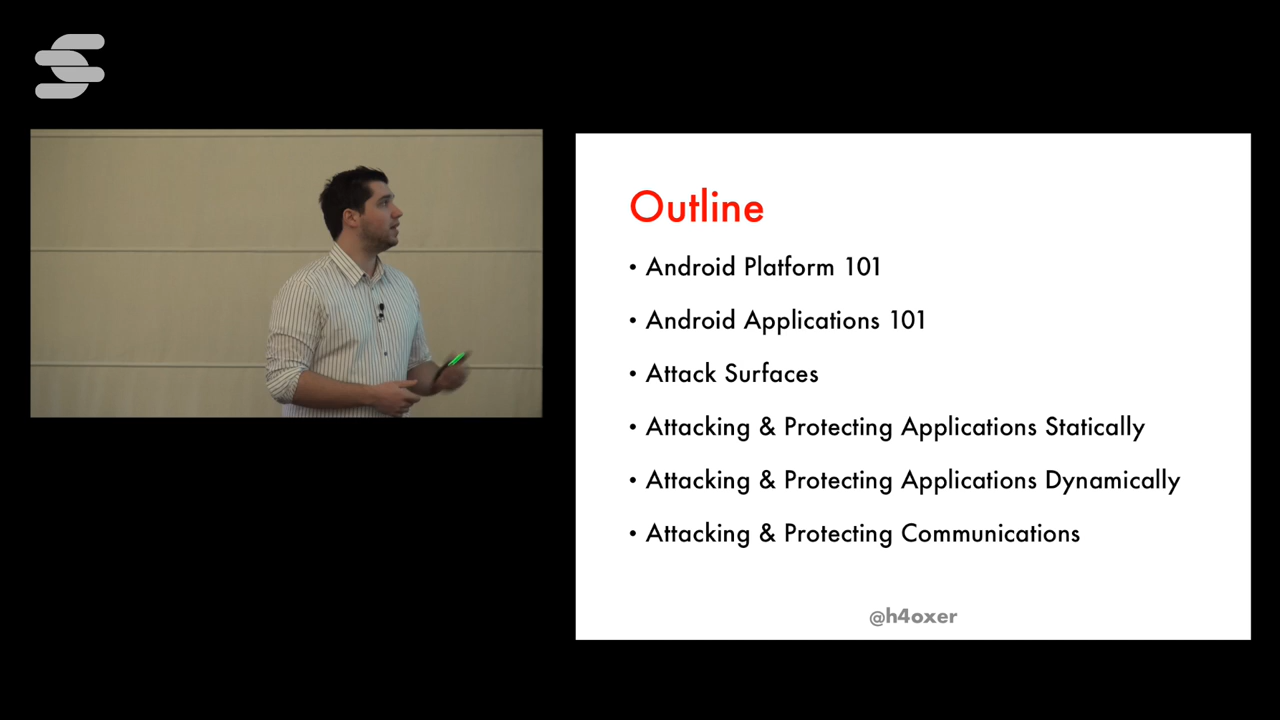 Outline
• Android Platform 101
• Android Applications 101
• Attack Surfaces
• Attacking & Protecting Applications Statically
• Attacking & Protecting Applications Dynamically
• Attacking & Protecting Communications
@h4oxer